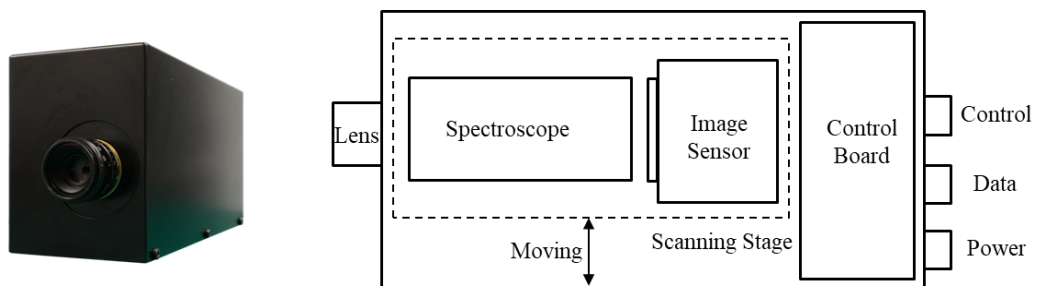 Lens
Spectroscope
Image
Sensor
Control
Board
Control
Data
Power
Moving
Scanning Stage